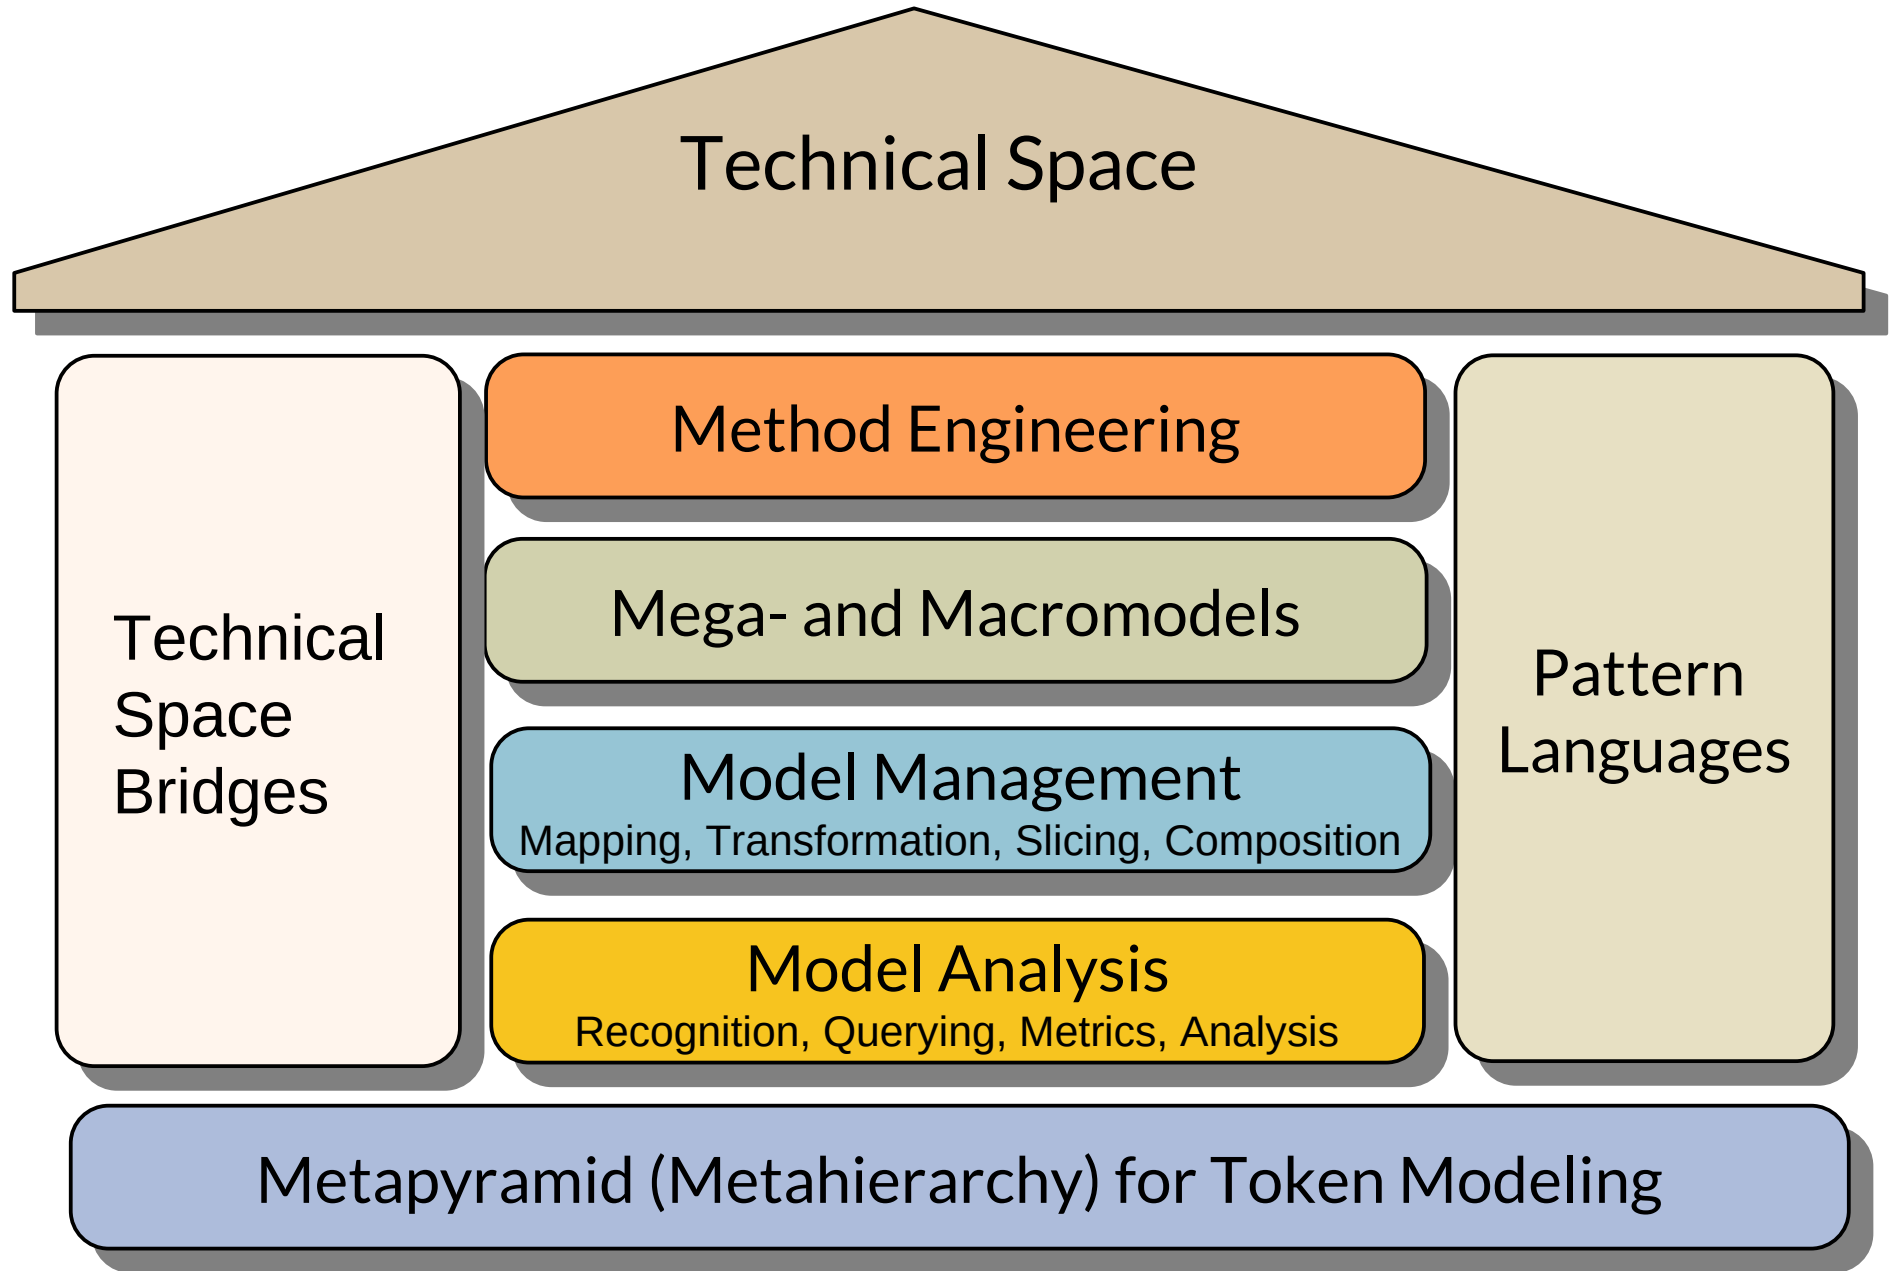 Technical Space
Technical
Space
Bridges
Method Engineering
Mega- and Macromodels
Model Management
Mapping, Transformation, Slicing, Composition
Model Analysis
Recognition, Querying, Metrics, Analysis
Pattern
Languages
Metapyramid (Metahierarchy) for Token Modeling